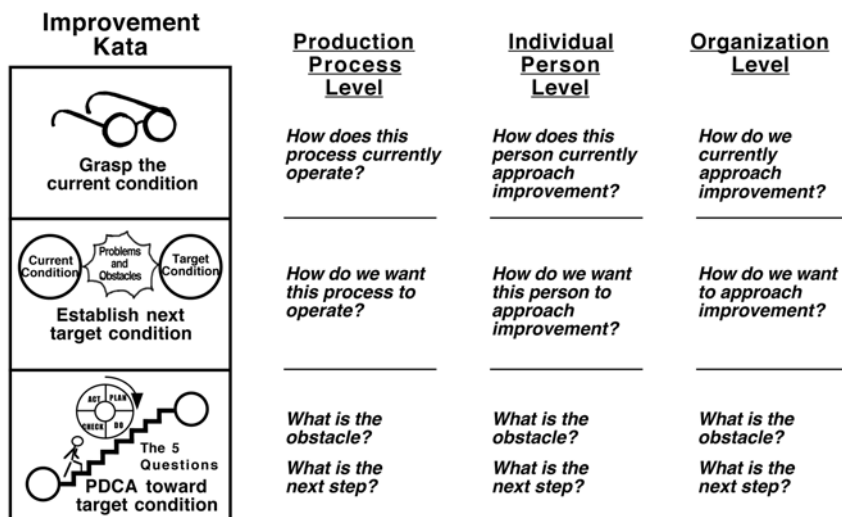 Improvement
Kata
Production
Process
Level
Individual
Person
Level
Organization
Level
Grasp the
current condition
How does this
process currently
operate?
How does this
person currently
approach
improvement?
How do we
currently
approach
improvement?
Current
Condition
Problems
and
Obstacles
Target
Condition
Establish next
target condition
How do we want
this process to
operate?
How do we want
this person to
approach
improvement?
How do we want
to approach
improvement?
ACT
PLAN
CHECK
DO
The 5
Questions
PDCA toward
target condition
What is the
obstacle?
What is the
next step?
What is the
obstacle?
What is the
next step?
What is the
obstacle?
What is the
next step?